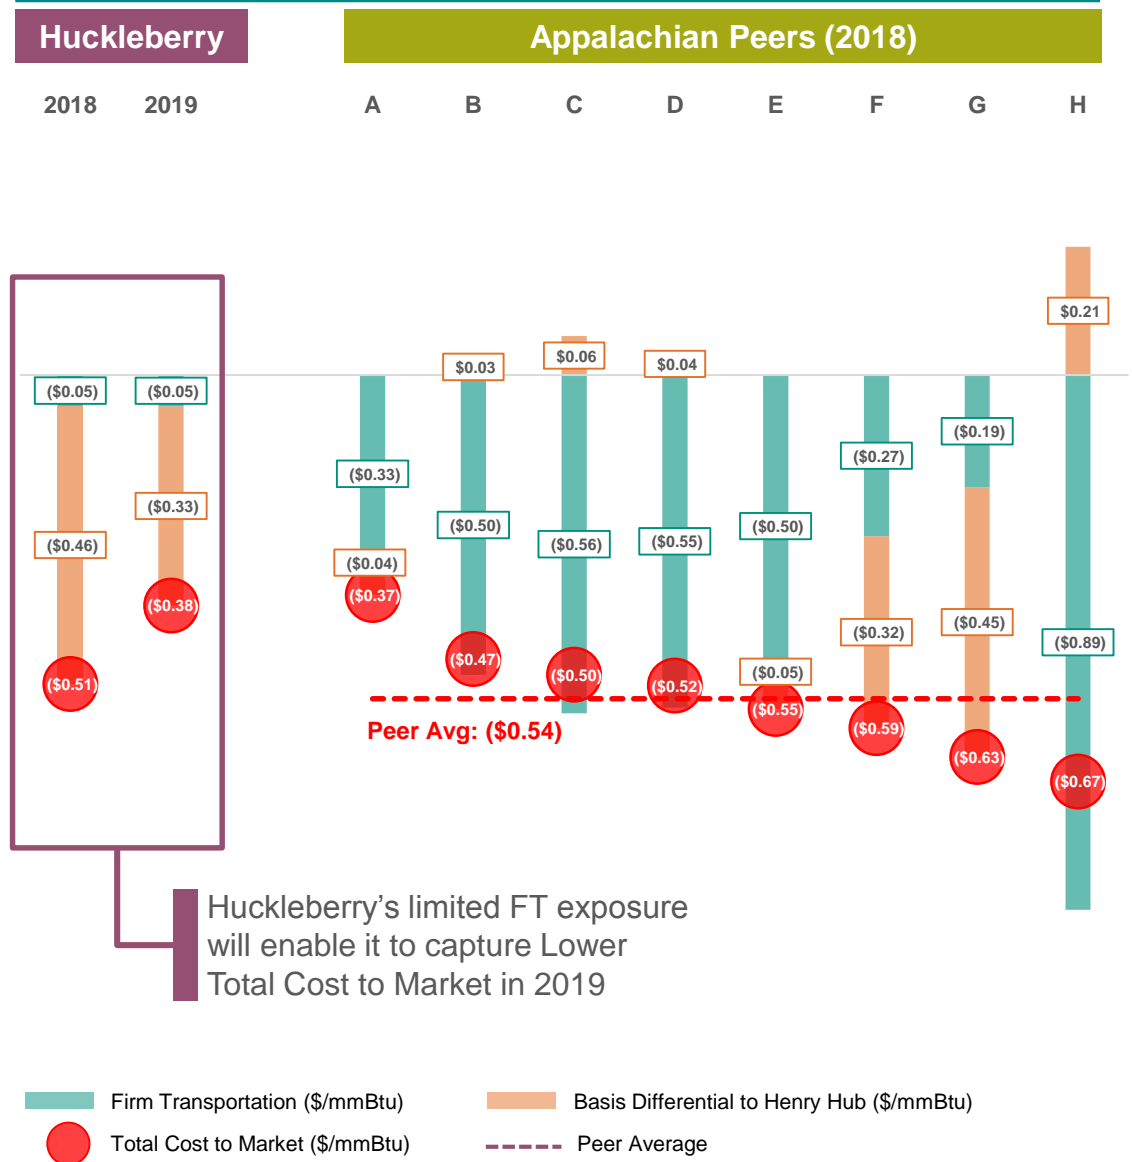 Huckleberry
Appalachian Peers (2018)
2018 2019 A B C D E F G H
$0.21
$0.03 $0.06 $0.04
($0.05) ($0.05)
($0.33) ($0.27) ($0.19)
($0.46) ($0.33) ($0.50) ($0.56) ($0.55) ($0.50)
($0.04) ($0.32) ($0.45) ($0.89)
($0.37) ($0.38) ($0.05)
($0.51) ($0.47) ($0.50) ($0.52) ($0.55) ($0.59) ($0.63) ($0.67)
Peer Avg: ($0.54)
Huckleberry’s limited FT exposure
will enable it to capture Lower
Total Cost to Market in 2019
Firm Transportation ($/mmBtu)
Basis Differential to Henry Hub ($/mmBtu)
Total Cost to Market ($/mmBtu)
Peer Average